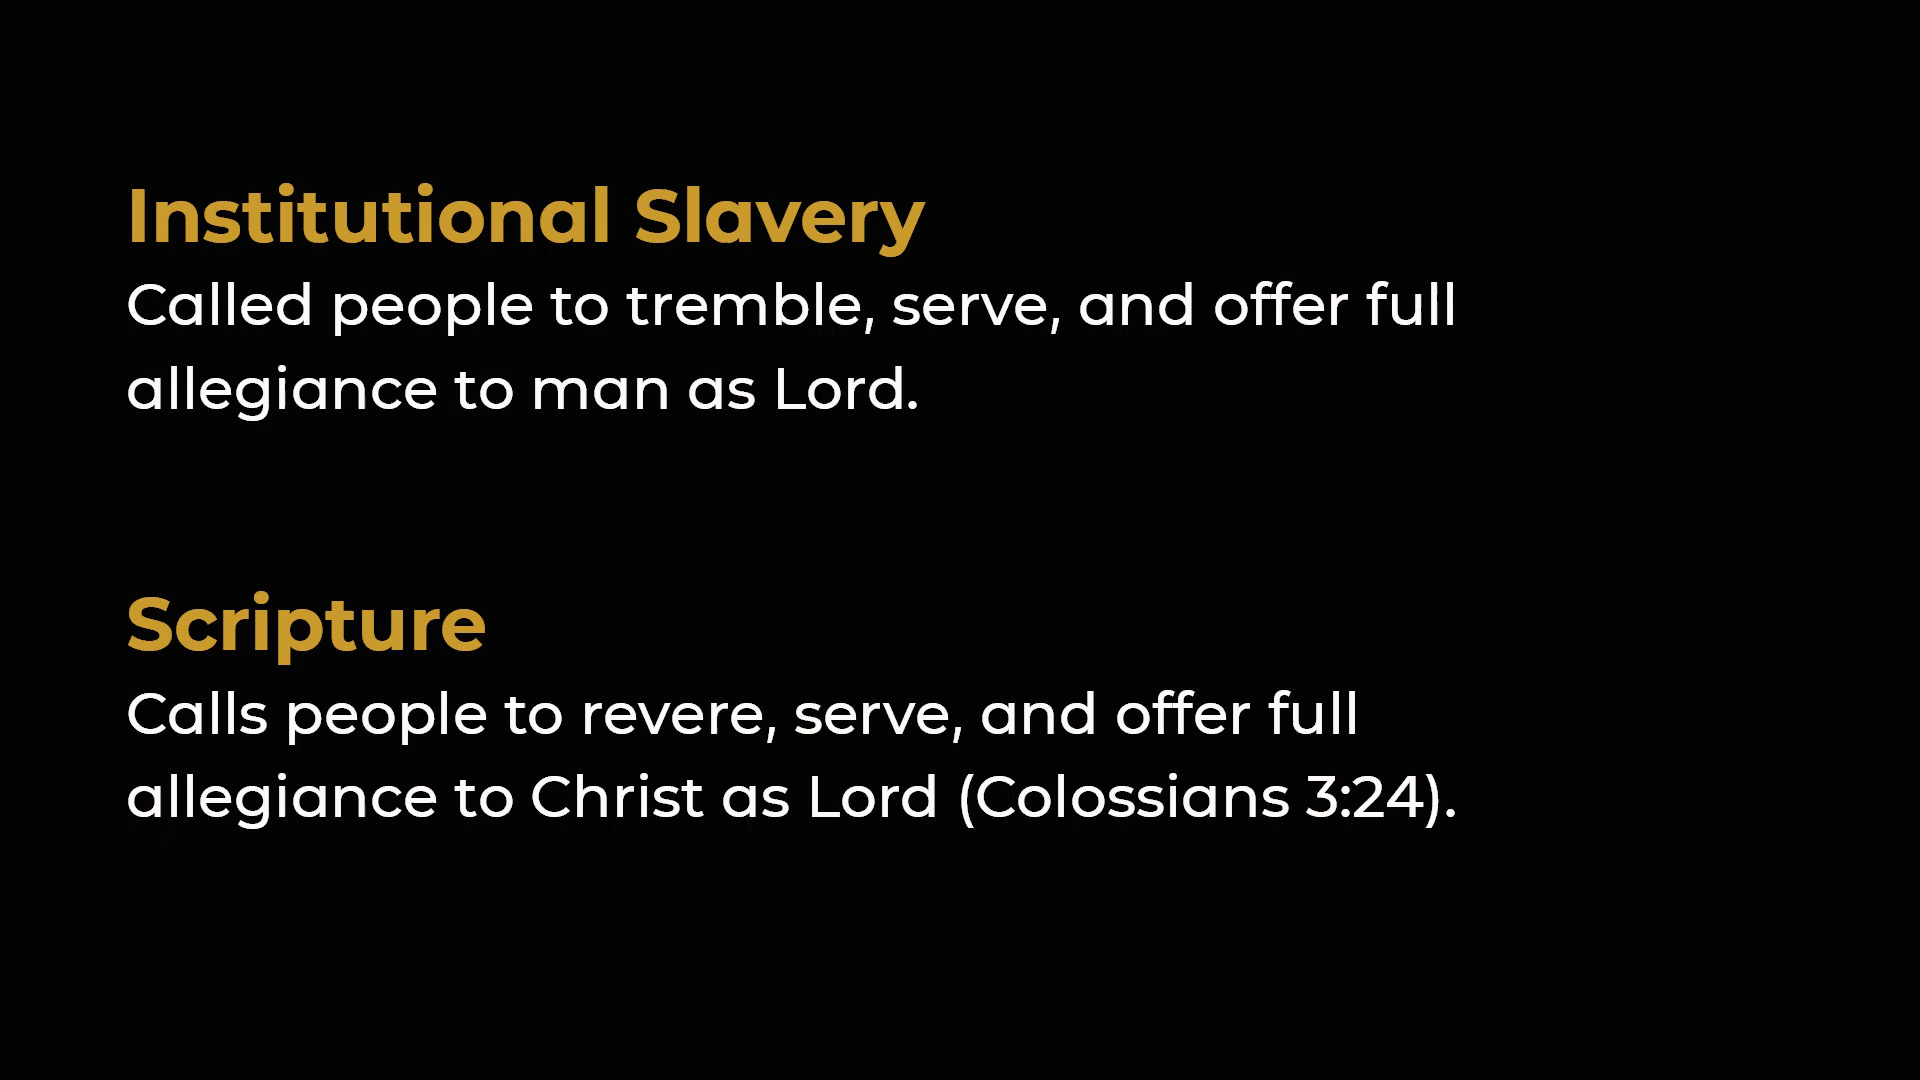 Institutional Slavery
Called people to tremble, serve, and offer full
allegiance to man as Lord.
Scripture
Calls people to revere, serve, and offer full
allegiance to Christ as Lord (Colossians 3:24).